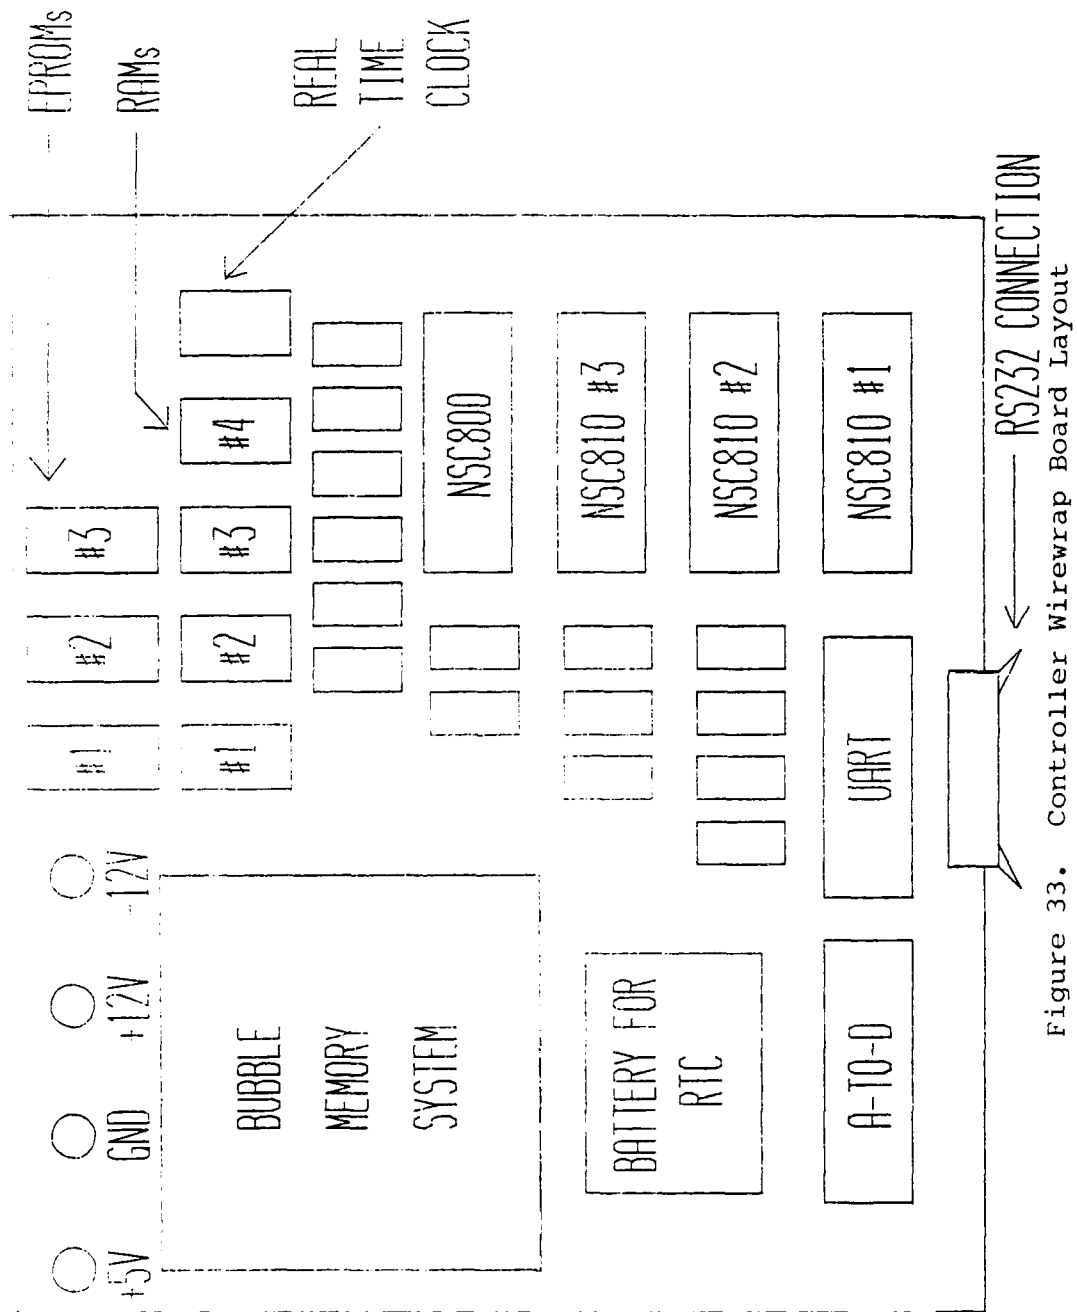 +5V
GND
+12V
-12V
#1
#2
#3
EPROMs
#1
#2
#3
#4
RAMs
BUBBLE
MEMORY
SYSTEM
REAL
TIME
CLOCK
NSC800
BATTERY FOR
RTC
NSC810 #3
NSC810 #2
A-TO-D
UART
NSC810 #1
RS232 CONNECTION
Figure 33. Controller Wirewrap Board Layout